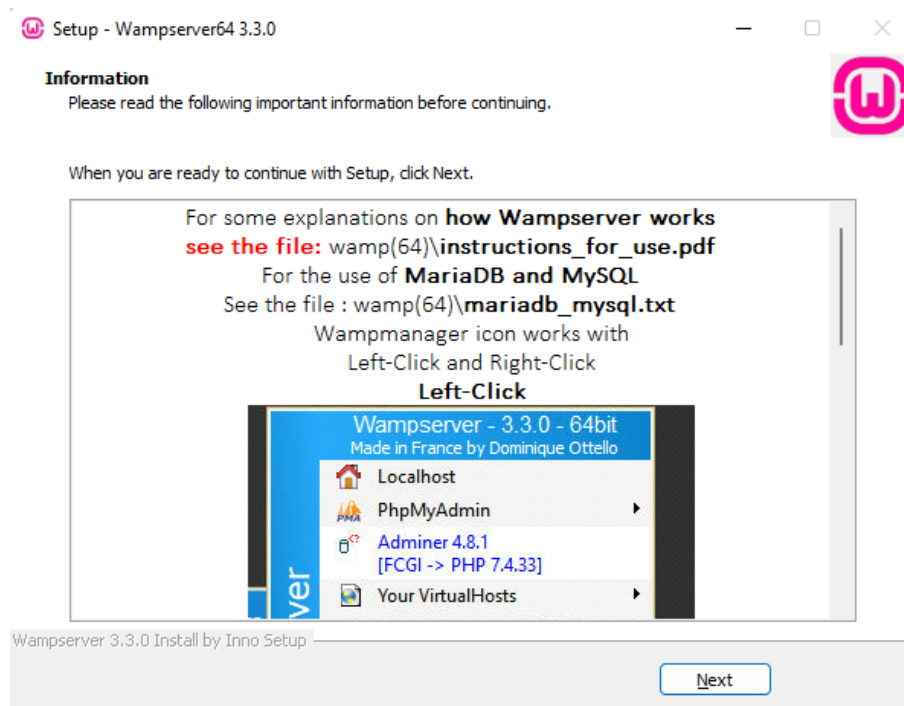 Setup - Wampserver64 3.3.0
Information
Please read the following important information before continuing.
When you are ready to continue with Setup, click Next.
For some explanations on how Wampserver works
see the file: wamp(64)\instructions_for_use.pdf
For the use of MariaDB and MySQL
See the file : wamp(64)\mariadb_mysql.txt
Wampmanager icon works with
Left-Click and Right-Click
Left-Click
Wampserver - 3.3.0 - 64bit
Made in France by Dominique Ottello
Localhost
PMA
PhpMyAdmin
Adminer 4.8.1
[FCGI -> PHP 7.4.33]
Your VirtualHosts
ver
Wampserver 3.3.0 Install by Inno Setup
Next